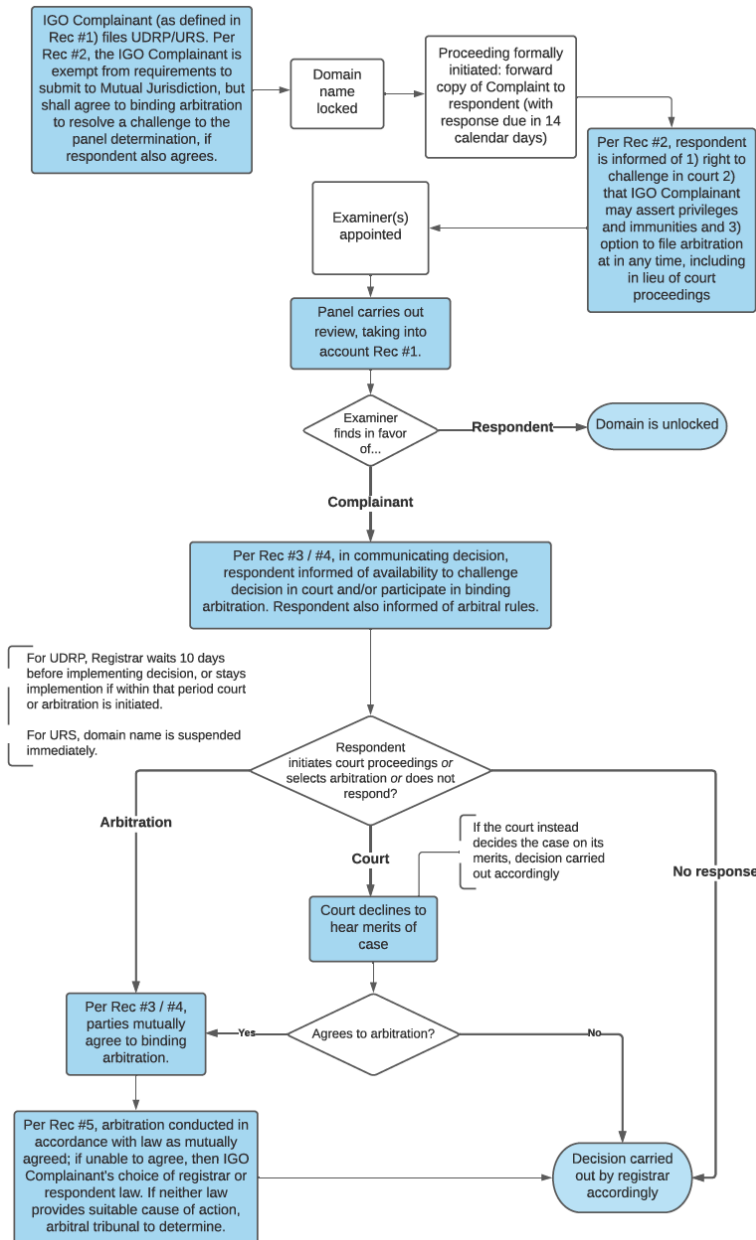 IGO Complainant (as defined in
Rec #1) files UDRP/URS. Per
Rec #2, the IGO Complainant is
exempt from requirements to
submit to Mutual Jurisdiction, but
shall agree to binding arbitration
to resolve a challenge to the
panel determination, if
respondent also agrees.
Domain
name
locked
Proceeding formally
initiated: forward
copy of Complaint to
respondent (with
response due in 14
calendar days)
Per Rec #2, respondent
is informed of 1) right to
challenge in court 2)
that IGO Complainant
may assert privileges
and immunities and 3)
option to file arbitration
at in any time, including
in lieu of court
proceedings
Examiner(s)
appointed
Panel carries out
review, taking into
account Rec #1.
Examiner
finds in favor
of...
Respondent
Domain is unlocked
Complainant
Per Rec #3 / #4, in communicating decision,
respondent informed of availability to challenge
decision in court and/or participate in binding
arbitration. Respondent also informed of arbitral rules.
For UDRP, Registrar waits 10 days
before implementing decision, or stays
implemention if within that period court
or arbitration is initiated.
For URS, domain name is suspended
immediately.
Respondent
initiates court proceedings or
selects arbitration or does not
respond?
Arbitration
Court
No response
If the court instead
decides the case on its
merits, decision carried
out accordingly
Court declines to
hear merits of
case
Per Rec #3 / #4,
parties mutually
agree to binding
arbitration.
Yes
Agrees to arbitration?
No
Per Rec #5, arbitration conducted in
accordance with law as mutually
agreed; if unable to agree, then IGO
Complainant's choice of registrar or
respondent law. If neither law
provides suitable cause of action,
arbitral tribunal to determine.
Decision carried
out by registrar
accordingly